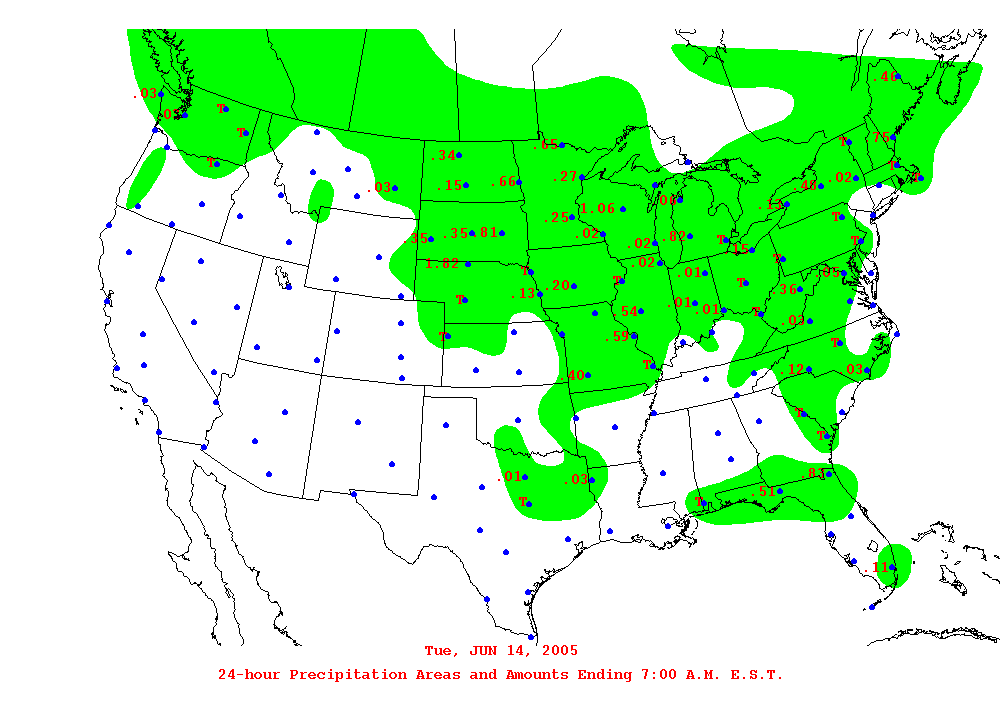 .46
.03
T
.03
T
.75
T
.65
.34
T
T
.27
.02
.66
.15
.48
.03
.06
.13
1.06
.25
T
.35 .35 .81
.02
.82
T
T
.02
.15
1.82
.02
T
T
.01
T
.05
T
.20
.36
.13
T
.01
.54
.01
T
.03
.59
T
T
T
.40
.12
.03
T
T
.01
.03
.83
.51
T
T
.11
Tue, JUN 14, 2005
24-hour Precipitation Areas and Amounts Ending 7:00 A.M. E.S.T.